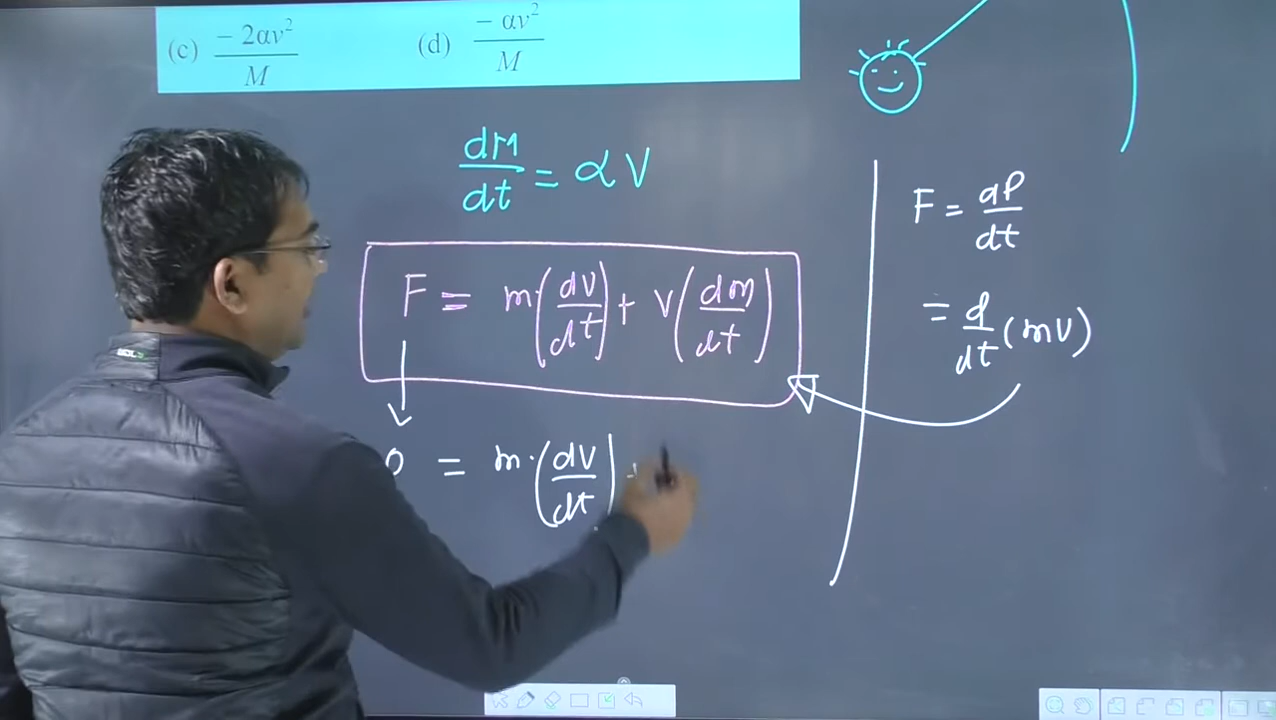 (c) -2αv²/M (d) -αv²/M
dM/dt = αV
F = m(dv/dt) + v(dm/dt)
0 = m·(dv/dt) +
F = dP/dt
= d/dt (mv)